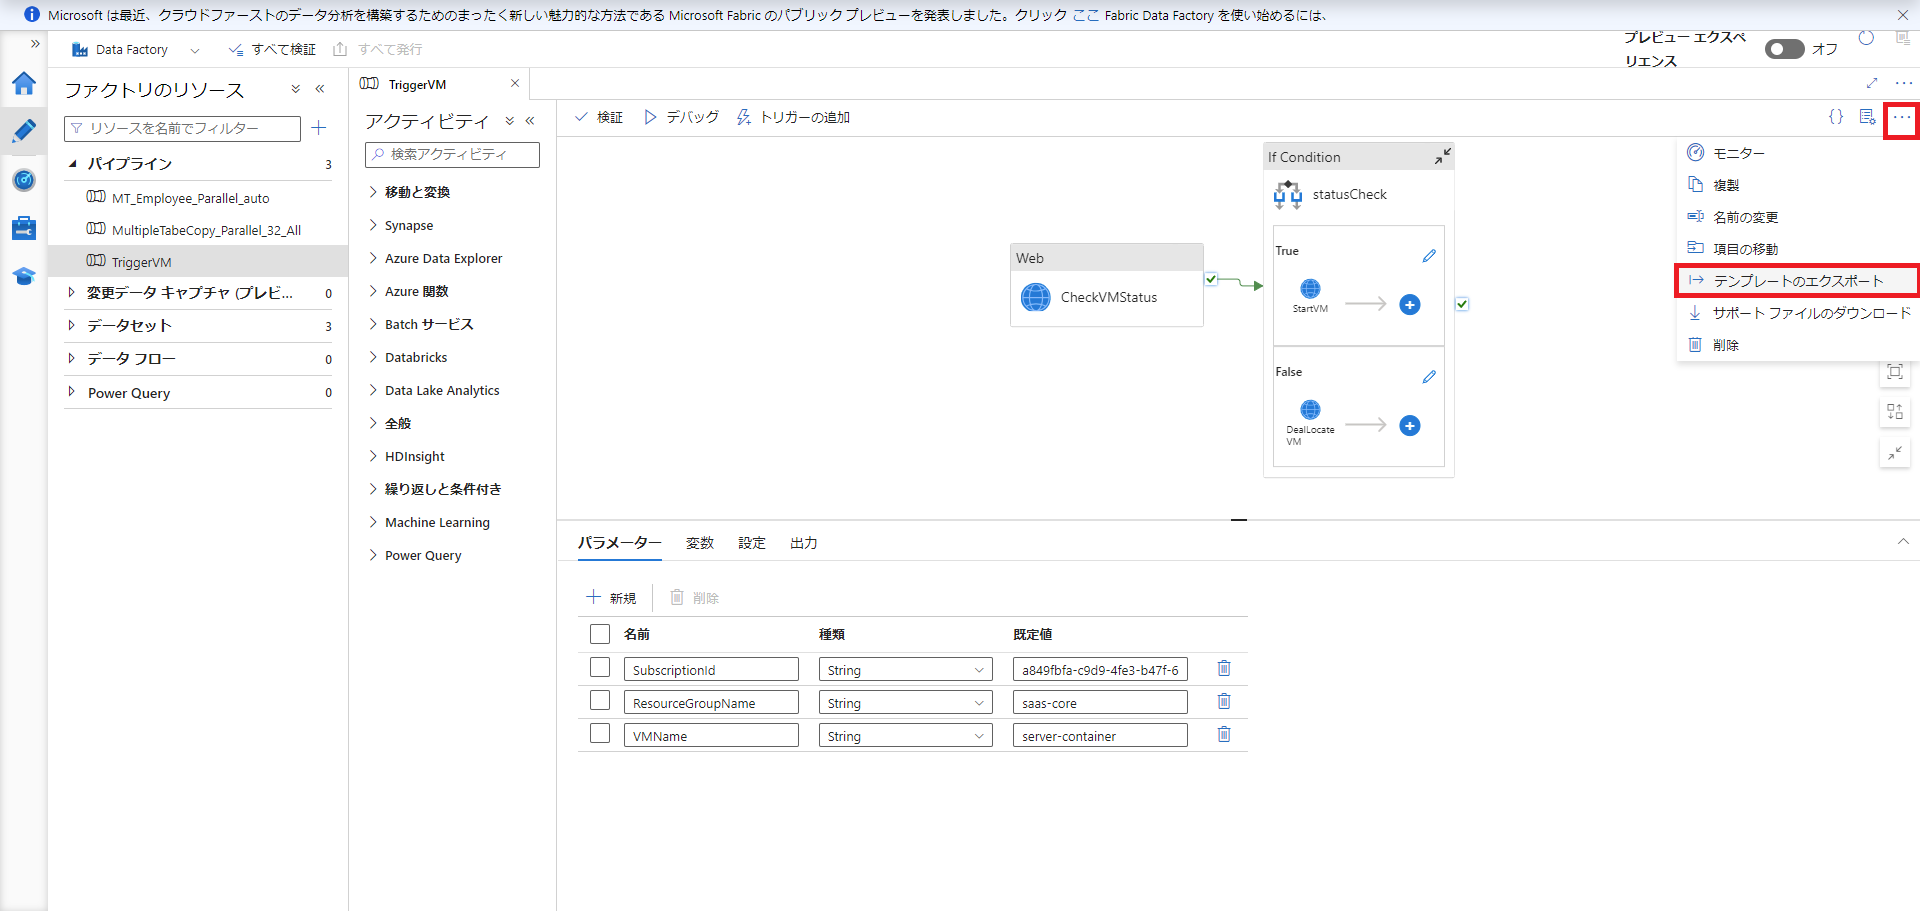 Microsoft は最近、クラウドファーストのデータ分析を構築するためのまったく新しい魅力的な方法である Microsoft Fabric のパブリック プレビューを発表しました。クリック ここ Fabric Data Factory を使い始めるには、
Data Factory
すべて検証
すべて発行
プレビュー エクスペリエンス
オフ
ファクトリのリソース
リソースを名前でフィルター
パイプライン 3
MT_Employee_Parallel_auto
MultipleTabeCopy_Parallel_32_All
TriggerVM
変更データ キャプチャ (プレビ... 0
データセット 3
データ フロー 0
Power Query 0
TriggerVM
アクティビティ
検索アクティビティ
移動と変換
Synapse
Azure Data Explorer
Azure 関数
Batch サービス
Databricks
Data Lake Analytics
全般
HDInsight
繰り返しと条件付き
Machine Learning
Power Query
検証
デバッグ
トリガーの追加
{}
Web
CheckVMStatus
If Condition
statusCheck
True
StartVM
False
DealLocate
VM
モニター
複製
名前の変更
項目の移動
テンプレートのエクスポート
サポート ファイルのダウンロード
削除
パラメーター
変数
設定
出力
新規
削除
名前 種類 既定値
SubscriptionId String a849fbfa-c9d9-4fe3-b47f-6
ResourceGroupName String saas-core
VMName String server-container